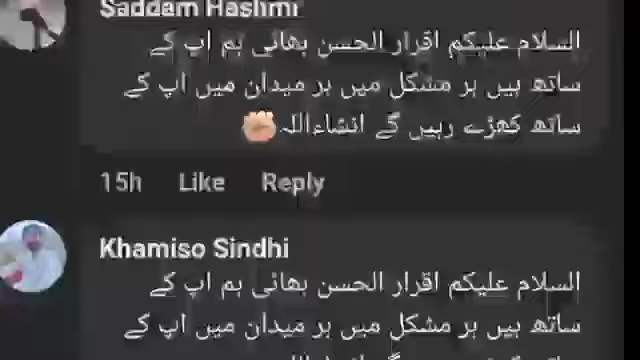 Saddam Hashmi
السلام علیکم اقرار الحسن بھائی ہم اپ کے
ساتھ ہیں ہر مشکل میں ہر میدان میں اپ کے
ساتھ کھڑے رہیں گے انشاءاللہ ✊🏼
15h Like Reply
Khamiso Sindhi
السلام علیکم اقرار الحسن بھائی ہم اپ کے
ساتھ ہیں ہر مشکل میں ہر میدان میں اپ کے